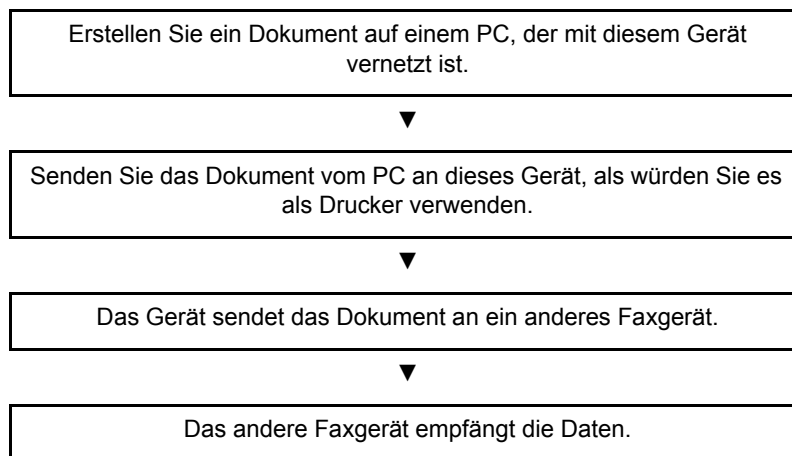 Erstellen Sie ein Dokument auf einem PC, der mit diesem Gerät
vernetzt ist.
▼
Senden Sie das Dokument vom PC an dieses Gerät, als würden Sie es
als Drucker verwenden.
▼
Das Gerät sendet das Dokument an ein anderes Faxgerät.
▼
Das andere Faxgerät empfängt die Daten.